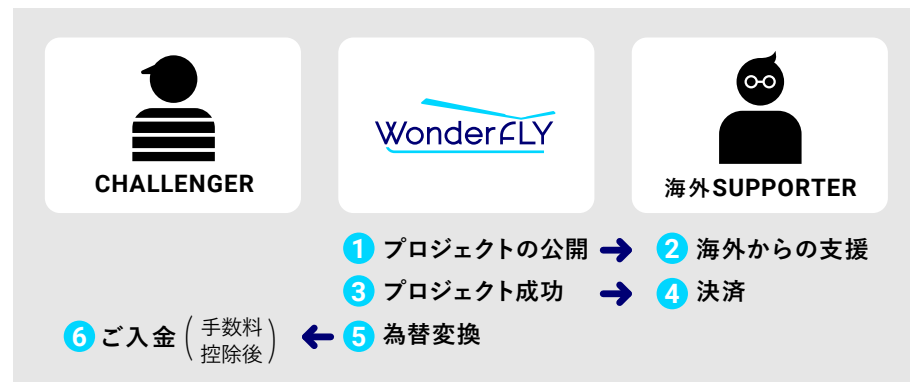 CHALLENGER
WonderFLY
海外SUPPORTER
1 プロジェクトの公開 → 2 海外からの支援
3 プロジェクト成功 → 4 決済
6 ご入金(手数料控除後) ← 5 為替変換